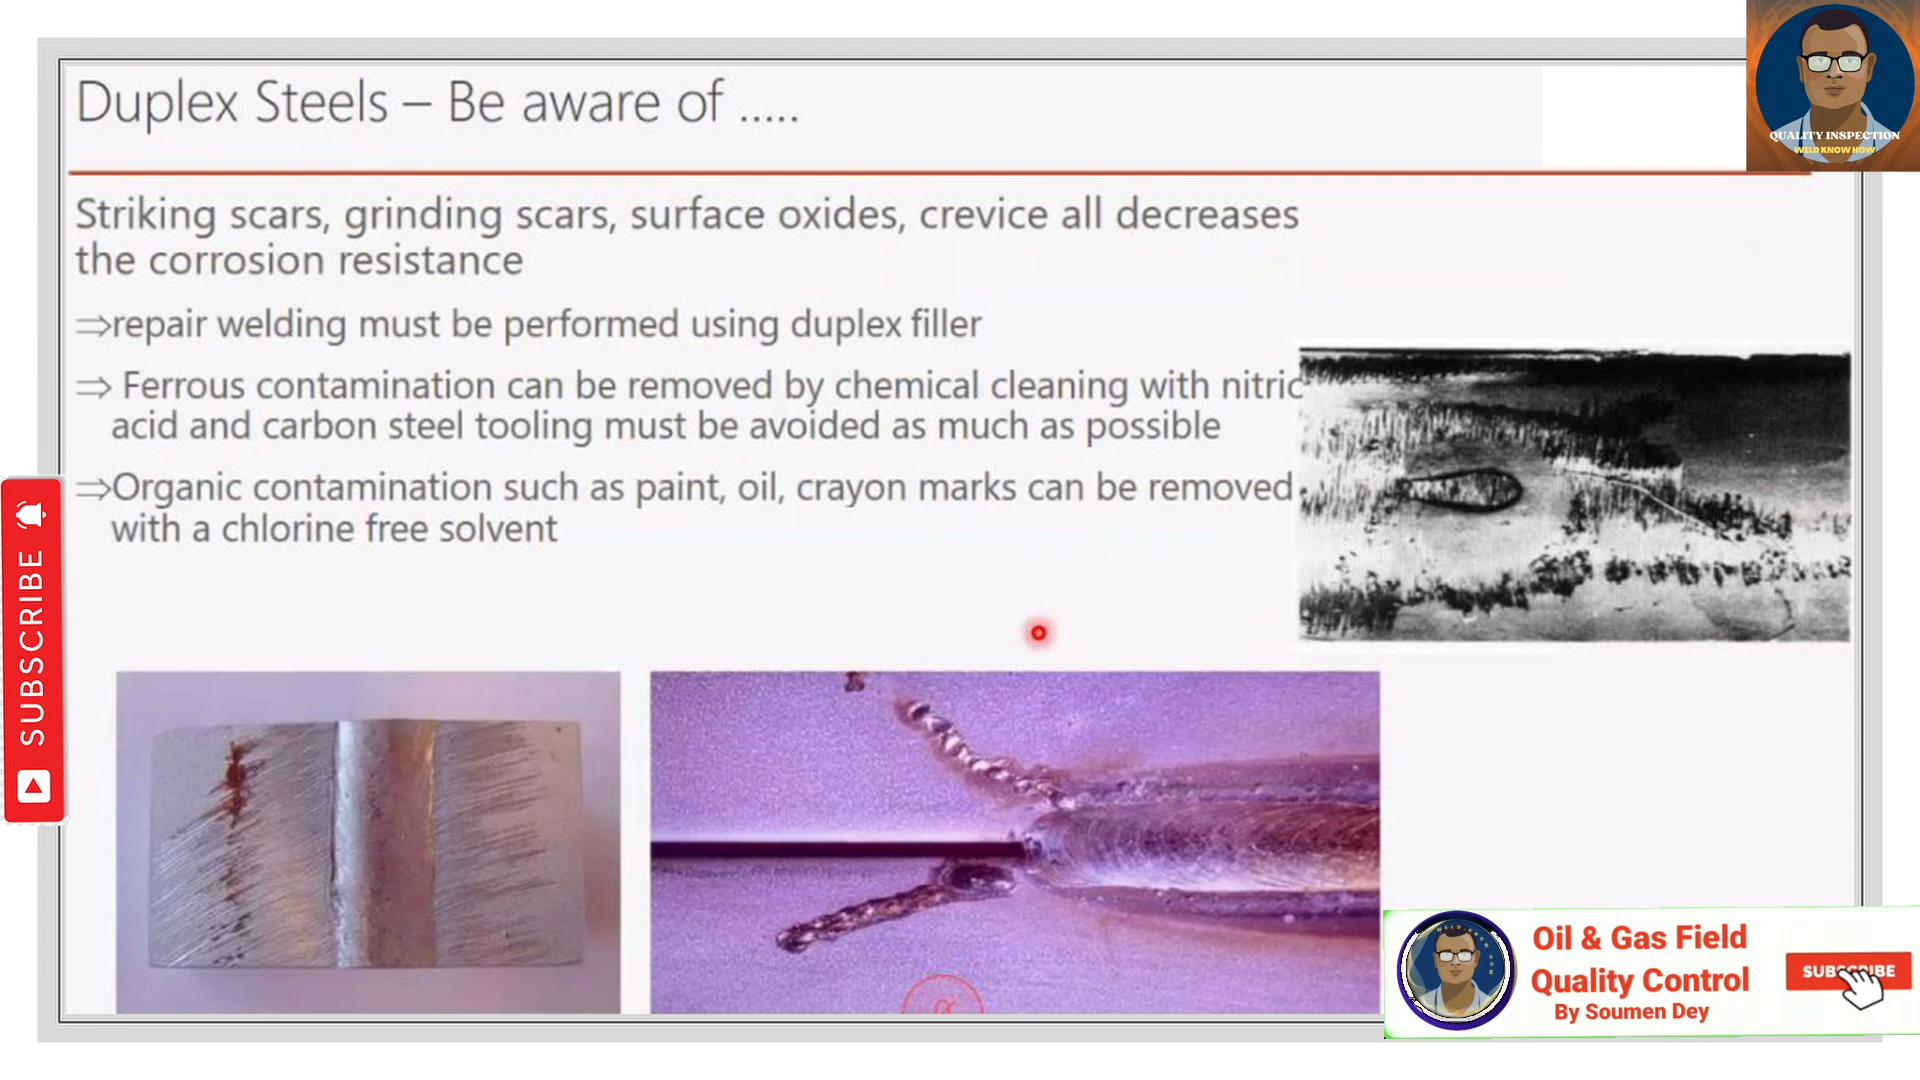 Duplex Steels – Be aware of .....
QUALITY INSPECTION
WELD KNOW HOW
Striking scars, grinding scars, surface oxides, crevice all decreases
the corrosion resistance
⇒repair welding must be performed using duplex filler
⇒ Ferrous contamination can be removed by chemical cleaning with nitric
acid and carbon steel tooling must be avoided as much as possible
⇒Organic contamination such as paint, oil, crayon marks can be removed
with a chlorine free solvent
SUBSCRIBE
Oil & Gas Field
Quality Control
By Soumen Dey
SUBSCRIBE